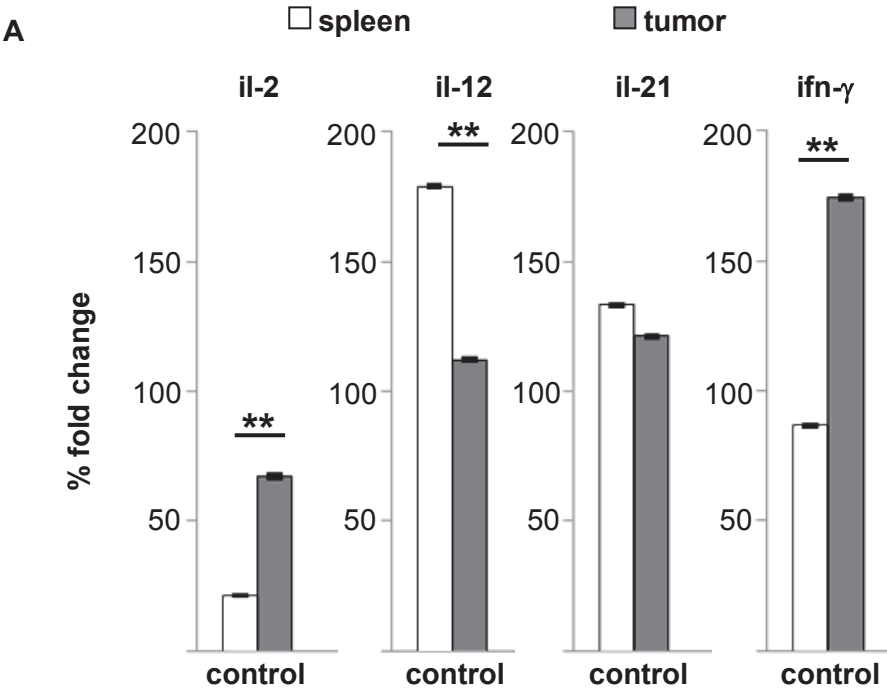 A
spleen tumor
il-2 il-12 il-21 ifn-γ
** ** **
200 200 200 200
150 150 150 150
100 100 100 100
50 50 50 50
% fold change
control control control control